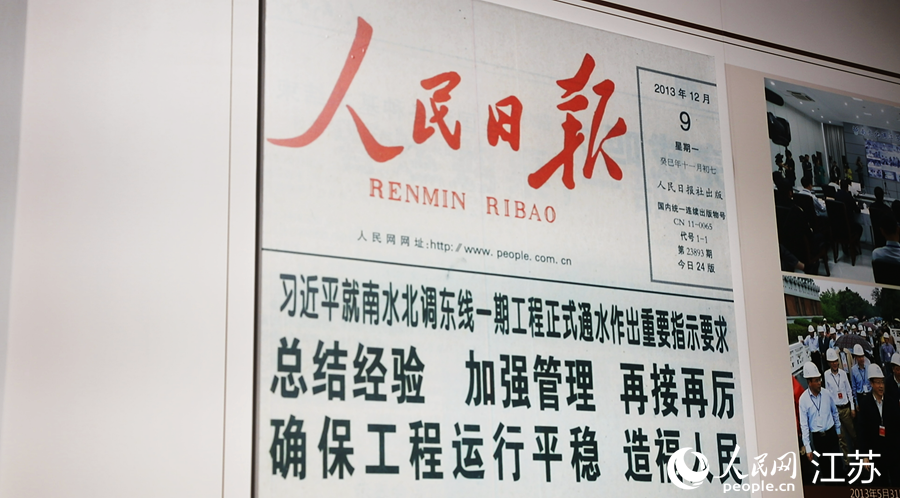 人民日报
RENMIN RIBAO
人民网网址:http://www.people.com.cn
2013年12月
9
星期一
癸巳年十一月初七
人民日报社出版
国内统一连续出版物号
CN 11-0065
代号1-1
第23893期
今日24版
习近平就南水北调东线一期工程正式通水作出重要指示要求
总结经验 加强管理 再接再厉
确保工程运行平稳 造福人民
人民网 江苏
people.cn
2013年5月31